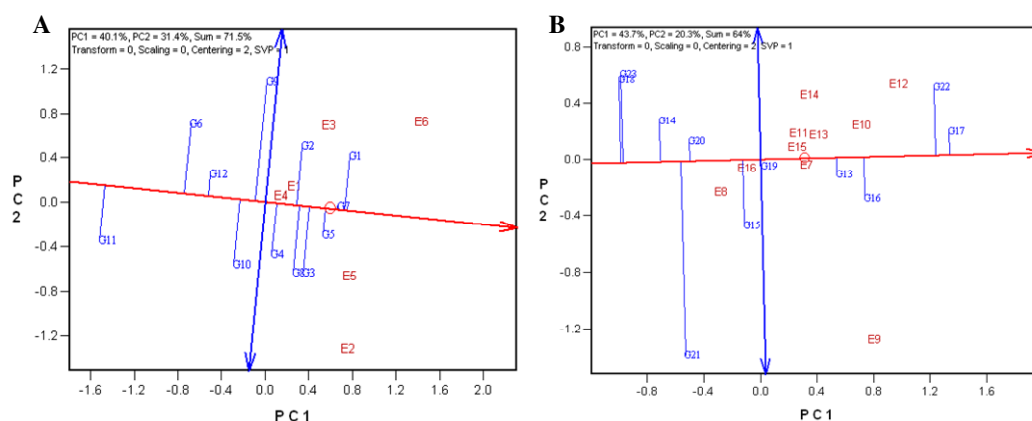 A
PC1 = 40.1%, PC2 = 31.4%, Sum = 71.5%
Transform = 0, Scaling = 0, Centering = 2, SVP = 1
1.2
0.8
0.4
0.0
-0.4
-0.8
-1.2
PC2
G9
G6
E3
E6
G2
G1
G12
E1
E4
G7
G5
G11
G10
G4
G8
G3
E5
E2
-1.6
-1.2
-0.8
-0.4
0.0
0.4
0.8
1.2
1.6
2.0
PC1
B
PC1 = 43.7%, PC2 = 20.3%, Sum = 64%
Transform = 0, Scaling = 0, Centering = 2, SVP = 1
0.8
0.4
0.0
-0.4
-0.8
-1.2
PC2
G23
G18
E12
G22
E14
G14
E10
E11
E13
G17
G20
E15
E16
G19
E7
G13
E8
G16
G15
E9
G21
-0.8
-0.4
0.0
0.4
0.8
1.2
1.6
PC1